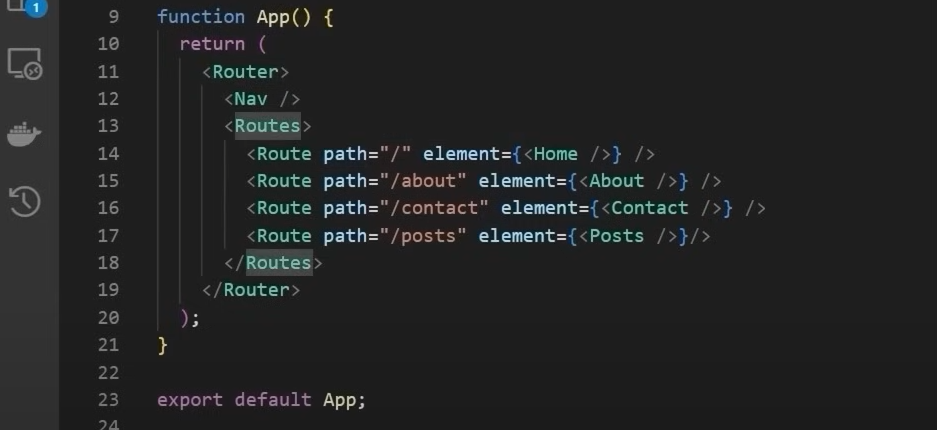 1
9 function App() {
10 return (
11 <Router>
12 <Nav />
13 <Routes>
14 <Route path="/" element={<Home />} />
15 <Route path="/about" element={<About />} />
16 <Route path="/contact" element={<Contact />} />
17 <Route path="/posts" element={<Posts />}/>
18 </Routes>
19 </Router>
20 );
21 }
22
23 export default App;
24